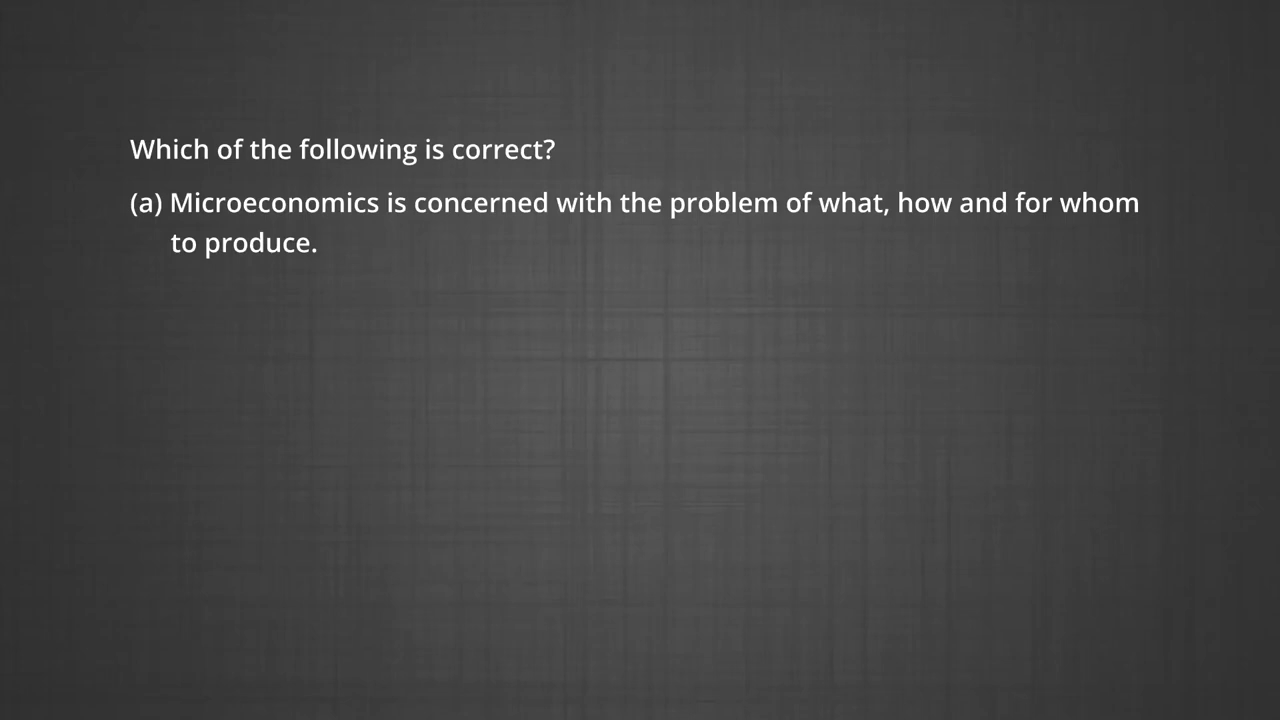 Which of the following is correct?
(a) Microeconomics is concerned with the problem of what, how and for whom
to produce.